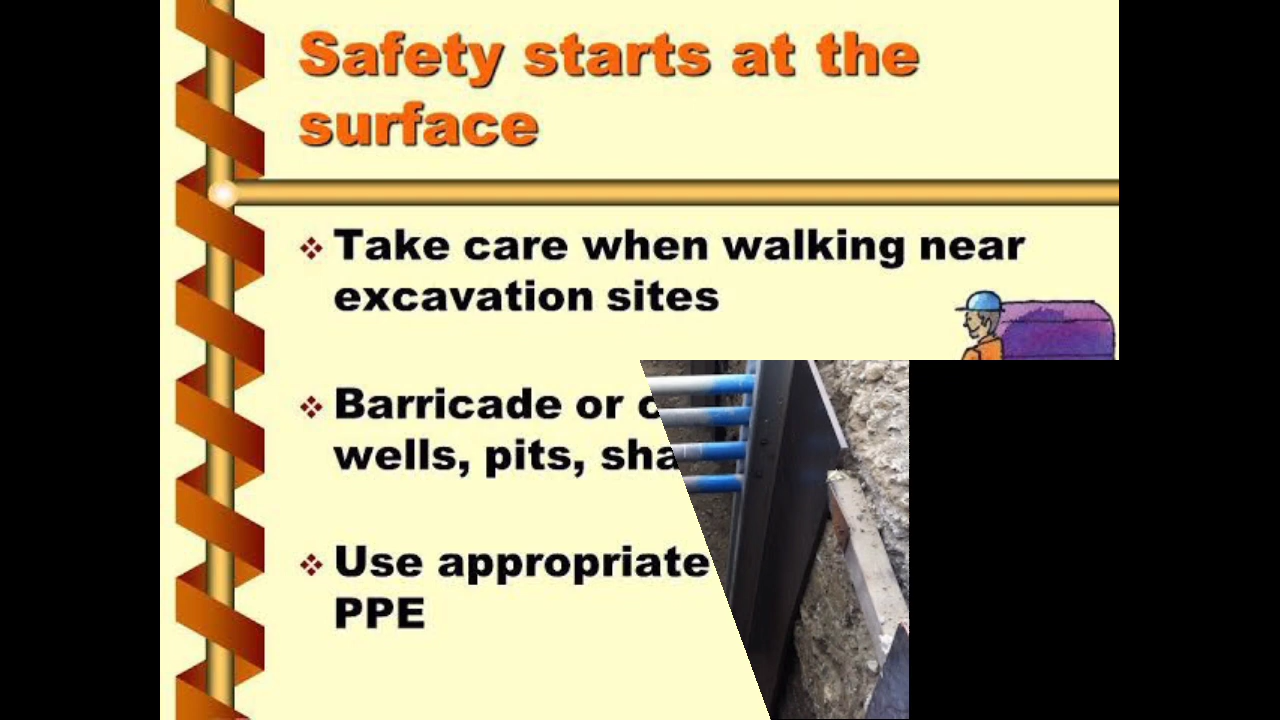 Safety starts at the
surface
Take care when walking near
excavation sites
Barricade or
wells, pits,
Use appropriate
PPE